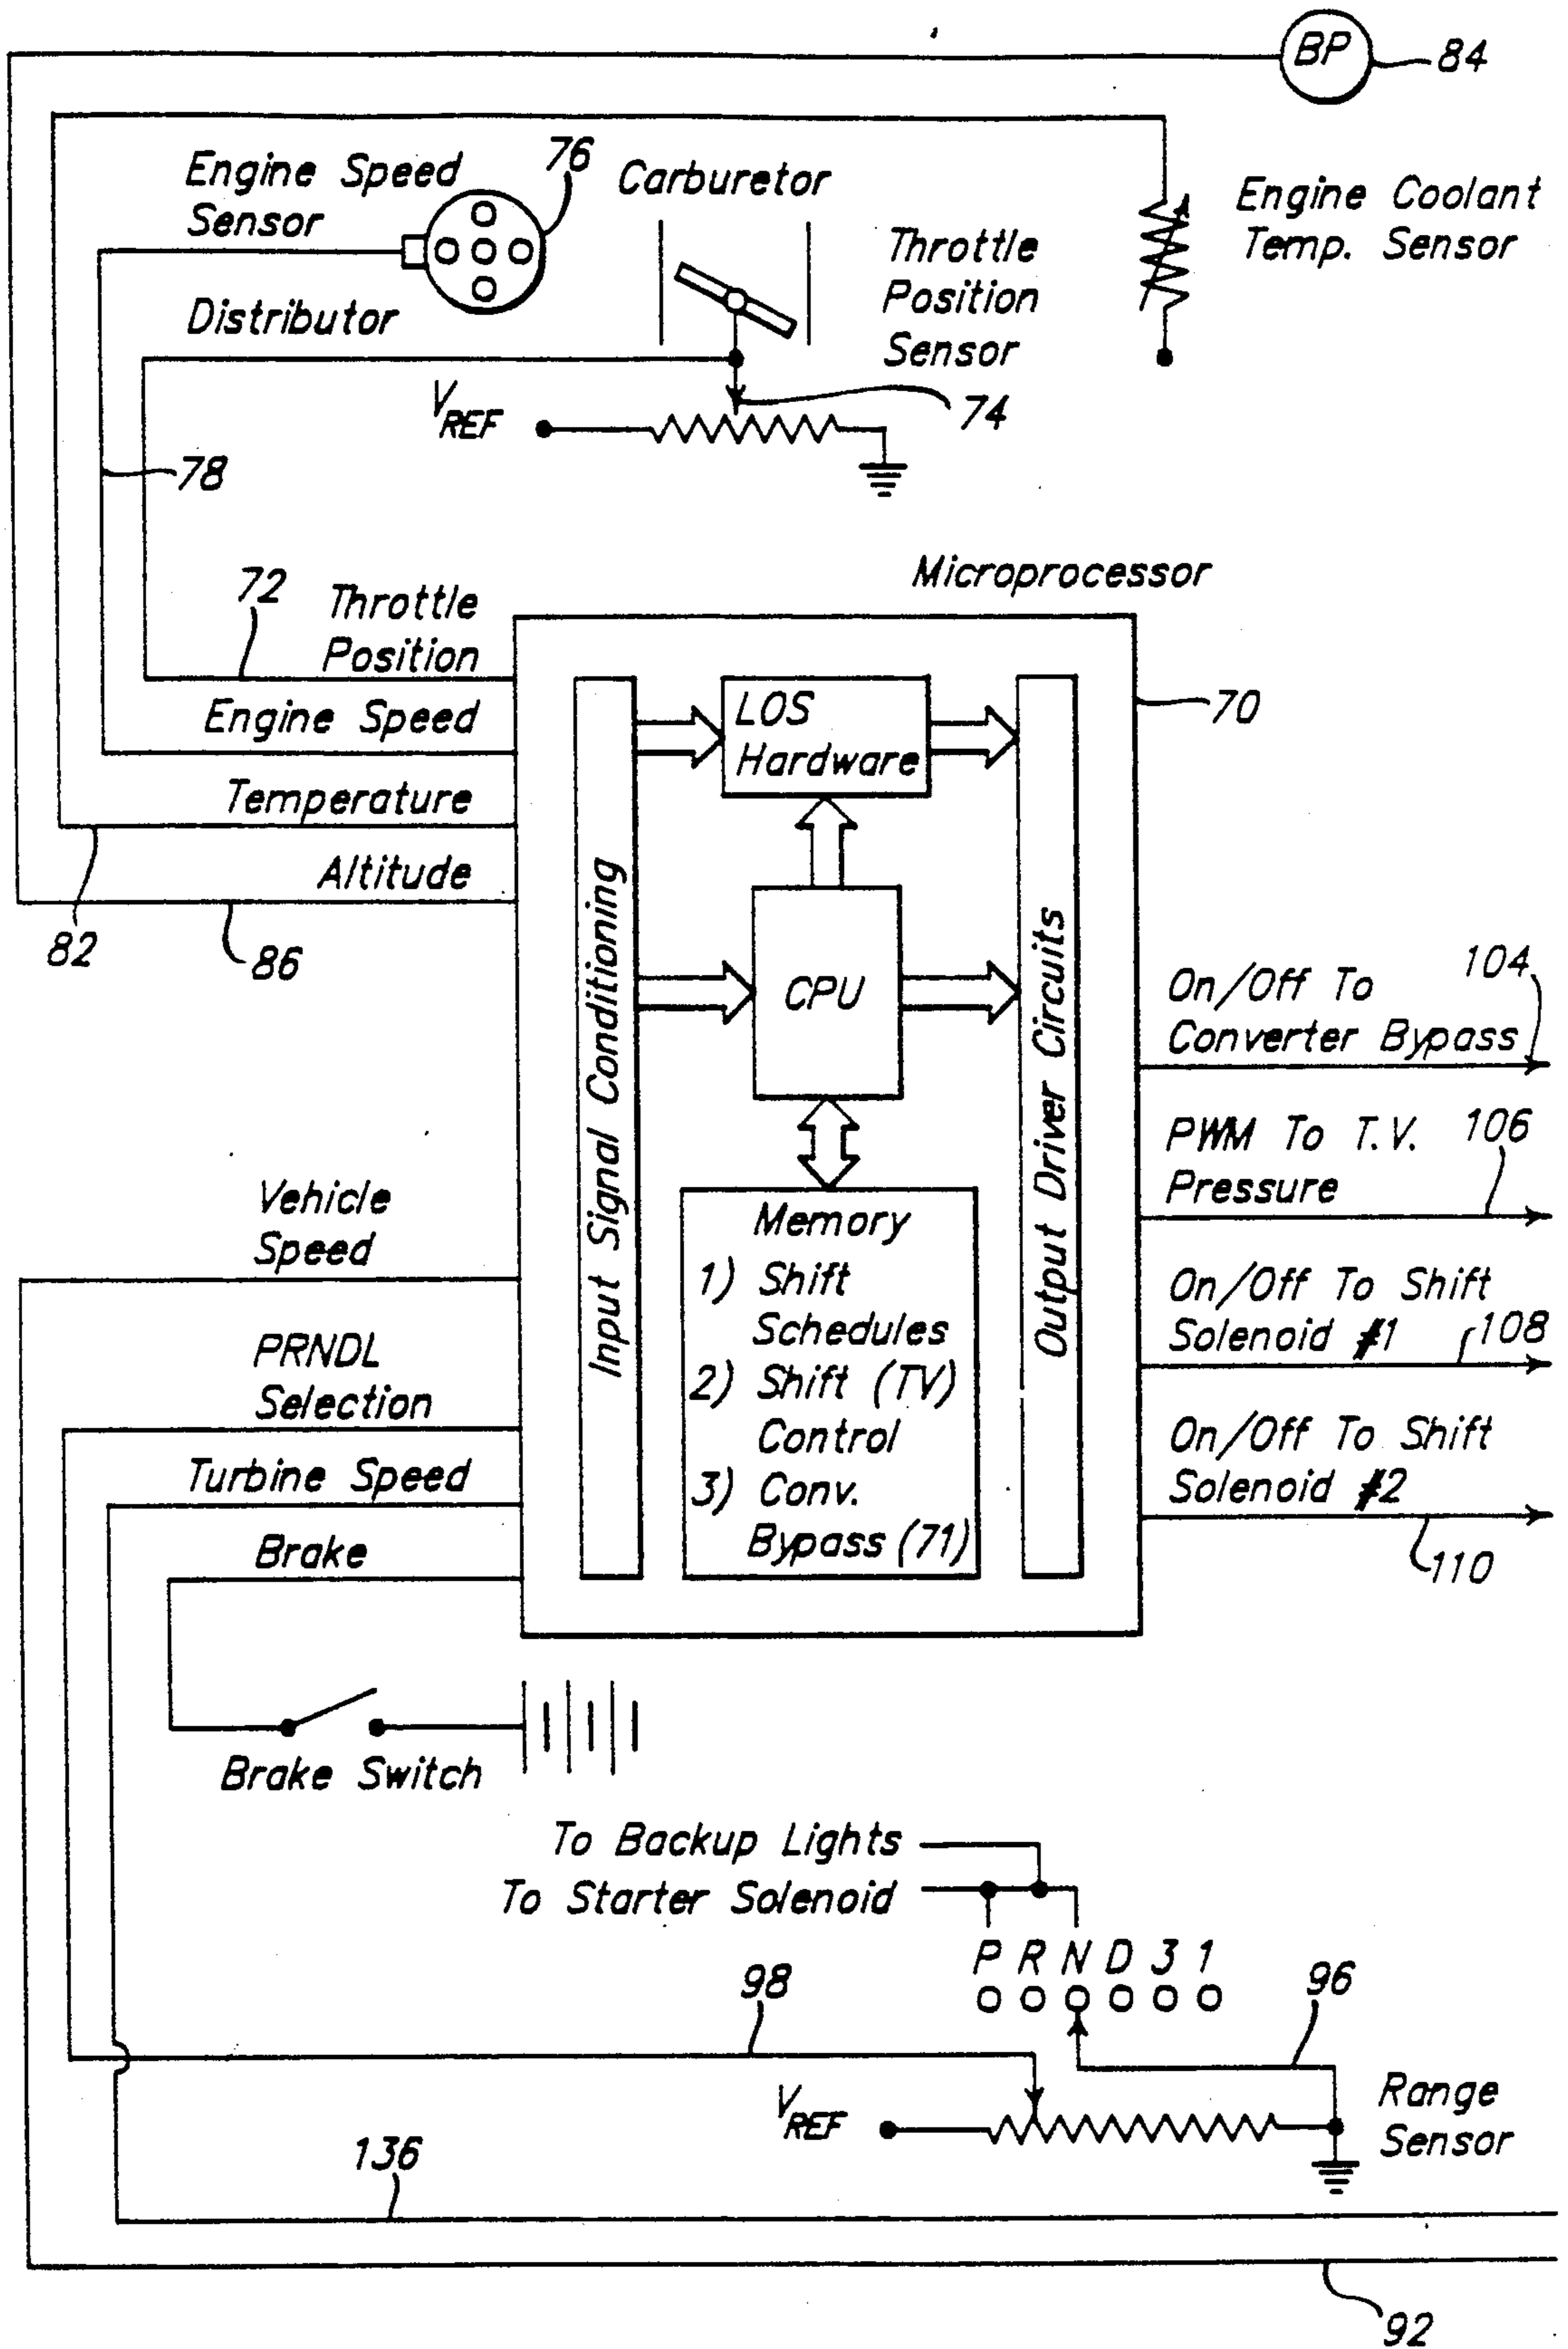 BP
84
Engine Speed
Sensor
76
Carburetor
Throttle
Position
Sensor
Engine Coolant
Temp. Sensor
Distributor
VREF
74
78
Microprocessor
72
Throttle
Position
70
Engine Speed
LOS
Hardware
Temperature
Altitude
82
86
Input Signal Conditioning
CPU
Output Driver Circuits
On/Off To
Converter Bypass
104
PWM To T.V.
Pressure
106
Vehicle
Speed
Memory
1) Shift
Schedules
2) Shift (TV)
Control
3) Conv.
Bypass (71)
On/Off To Shift
Solenoid #1
108
PRNDL
Selection
On/Off To Shift
Solenoid #2
110
Turbine Speed
Brake
Brake Switch
To Backup Lights
To Starter Solenoid
P R N D 3 1
98
96
VREF
Range
Sensor
136
92